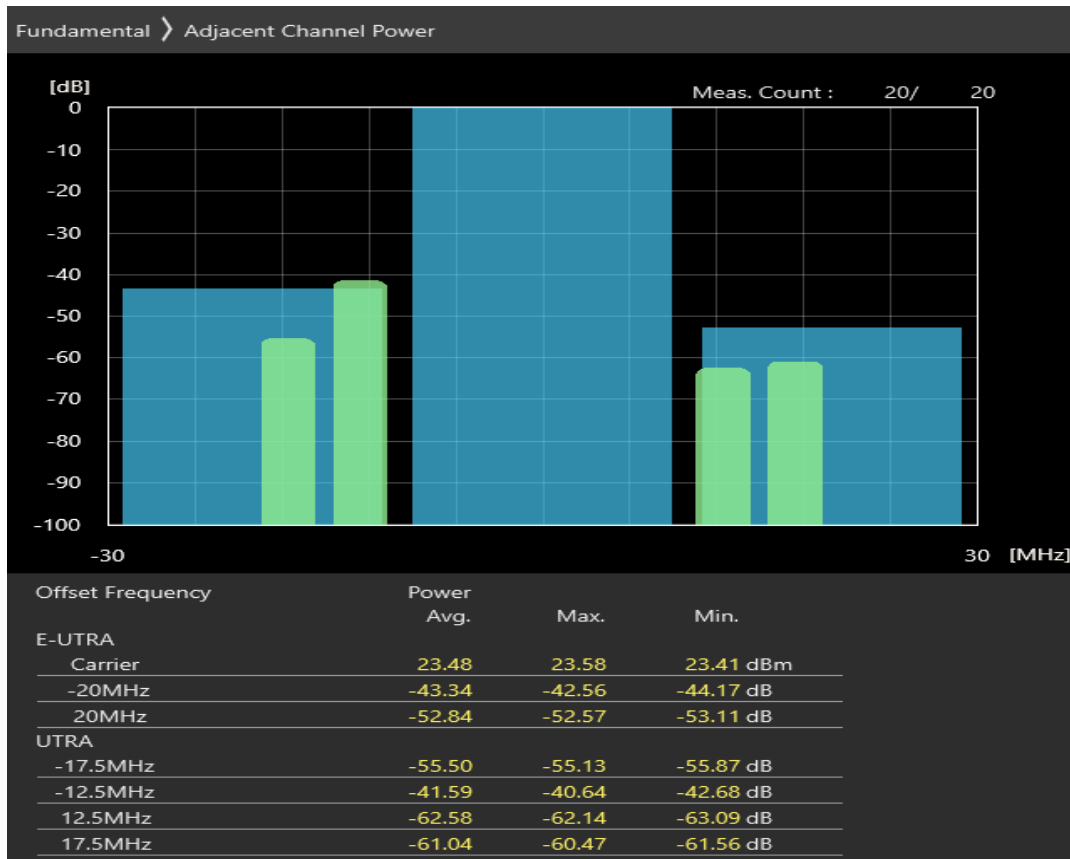 Fundamental ❯ Adjacent Channel Power
[dB]
Meas. Count : 20/ 20
0
-10
-20
-30
-40
-50
-60
-70
-80
-90
-100
-30 30 [MHz]
Offset Frequency Power
Avg. Max. Min.
E-UTRA
Carrier 23.48 23.58 23.41 dBm
-20MHz -43.34 -42.56 -44.17 dB
20MHz -52.84 -52.57 -53.11 dB
UTRA
-17.5MHz -55.50 -55.13 -55.87 dB
-12.5MHz -41.59 -40.64 -42.68 dB
12.5MHz -62.58 -62.14 -63.09 dB
17.5MHz -61.04 -60.47 -61.56 dB